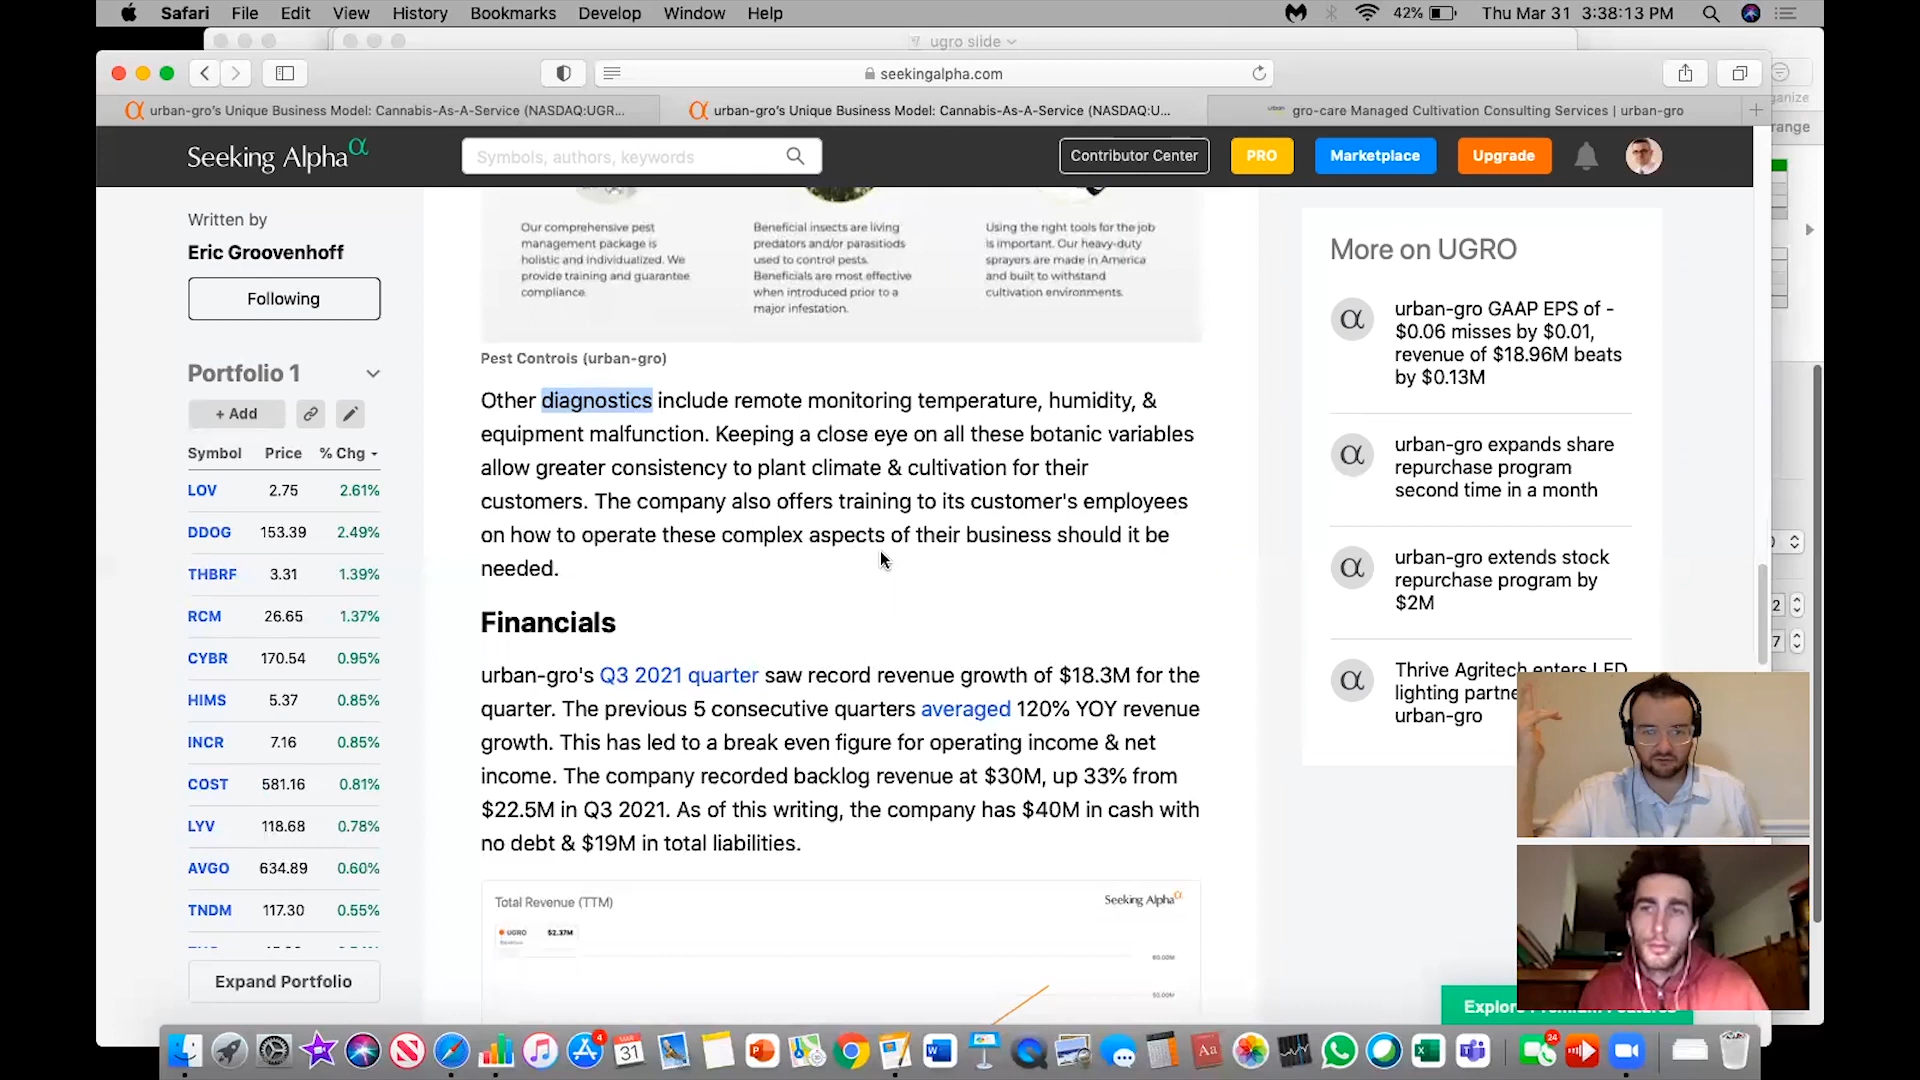 Safari File Edit View History Bookmarks Develop Window Help 42% Thu Mar 31 3:38:13 PM
ugro slide
seekingalpha.com
urban-gro's Unique Business Model: Cannabis-As-A-Service (NASDAQ:UGR...
urban-gro's Unique Business Model: Cannabis-As-A-Service (NASDAQ:U...
gro-care Managed Cultivation Consulting Services | urban-gro
Seeking Alpha α
Symbols, authors, keywords
Contributor Center
PRO
Marketplace
Upgrade
Written by
Eric Groovenhoff
Following
Portfolio 1
+ Add
Symbol Price % Chg
LOV 2.75 2.61%
DDOG 153.39 2.49%
THBRF 3.31 1.39%
RCM 26.65 1.37%
CYBR 170.54 0.95%
HIMS 5.37 0.85%
INCR 7.16 0.85%
COST 581.16 0.81%
LYV 118.68 0.78%
AVGO 634.89 0.60%
TNDM 117.30 0.55%
Expand Portfolio
Our comprehensive pest
management package is
holistic and individualized. We
provide training and guarantee
compliance.
Beneficial insects are living
predators and/or parasitiods
used to control pests.
Beneficials are most effective
when introduced prior to a
major infestation.
Using the right tools for the job
is important. Our heavy-duty
sprayers are made in America
and built to withstand
cultivation environments.
Pest Controls (urban-gro)
Other diagnostics include remote monitoring temperature, humidity, &
equipment malfunction. Keeping a close eye on all these botanic variables
allow greater consistency to plant climate & cultivation for their
customers. The company also offers training to its customer's employees
on how to operate these complex aspects of their business should it be
needed.
Financials
urban-gro's Q3 2021 quarter saw record revenue growth of $18.3M for the
quarter. The previous 5 consecutive quarters averaged 120% YOY revenue
growth. This has led to a break even figure for operating income & net
income. The company recorded backlog revenue at $30M, up 33% from
$22.5M in Q3 2021. As of this writing, the company has $40M in cash with
no debt & $19M in total liabilities.
Total Revenue (TTM)
Seeking Alpha α
UGRO $2.37M
60.00M
50.00M
More on UGRO
urban-gro GAAP EPS of -
$0.06 misses by $0.01,
revenue of $18.96M beats
by $0.13M
urban-gro expands share
repurchase program
second time in a month
urban-gro extends stock
repurchase program by
$2M
Thrive Agritech enters LED
lighting partne
urban-gro